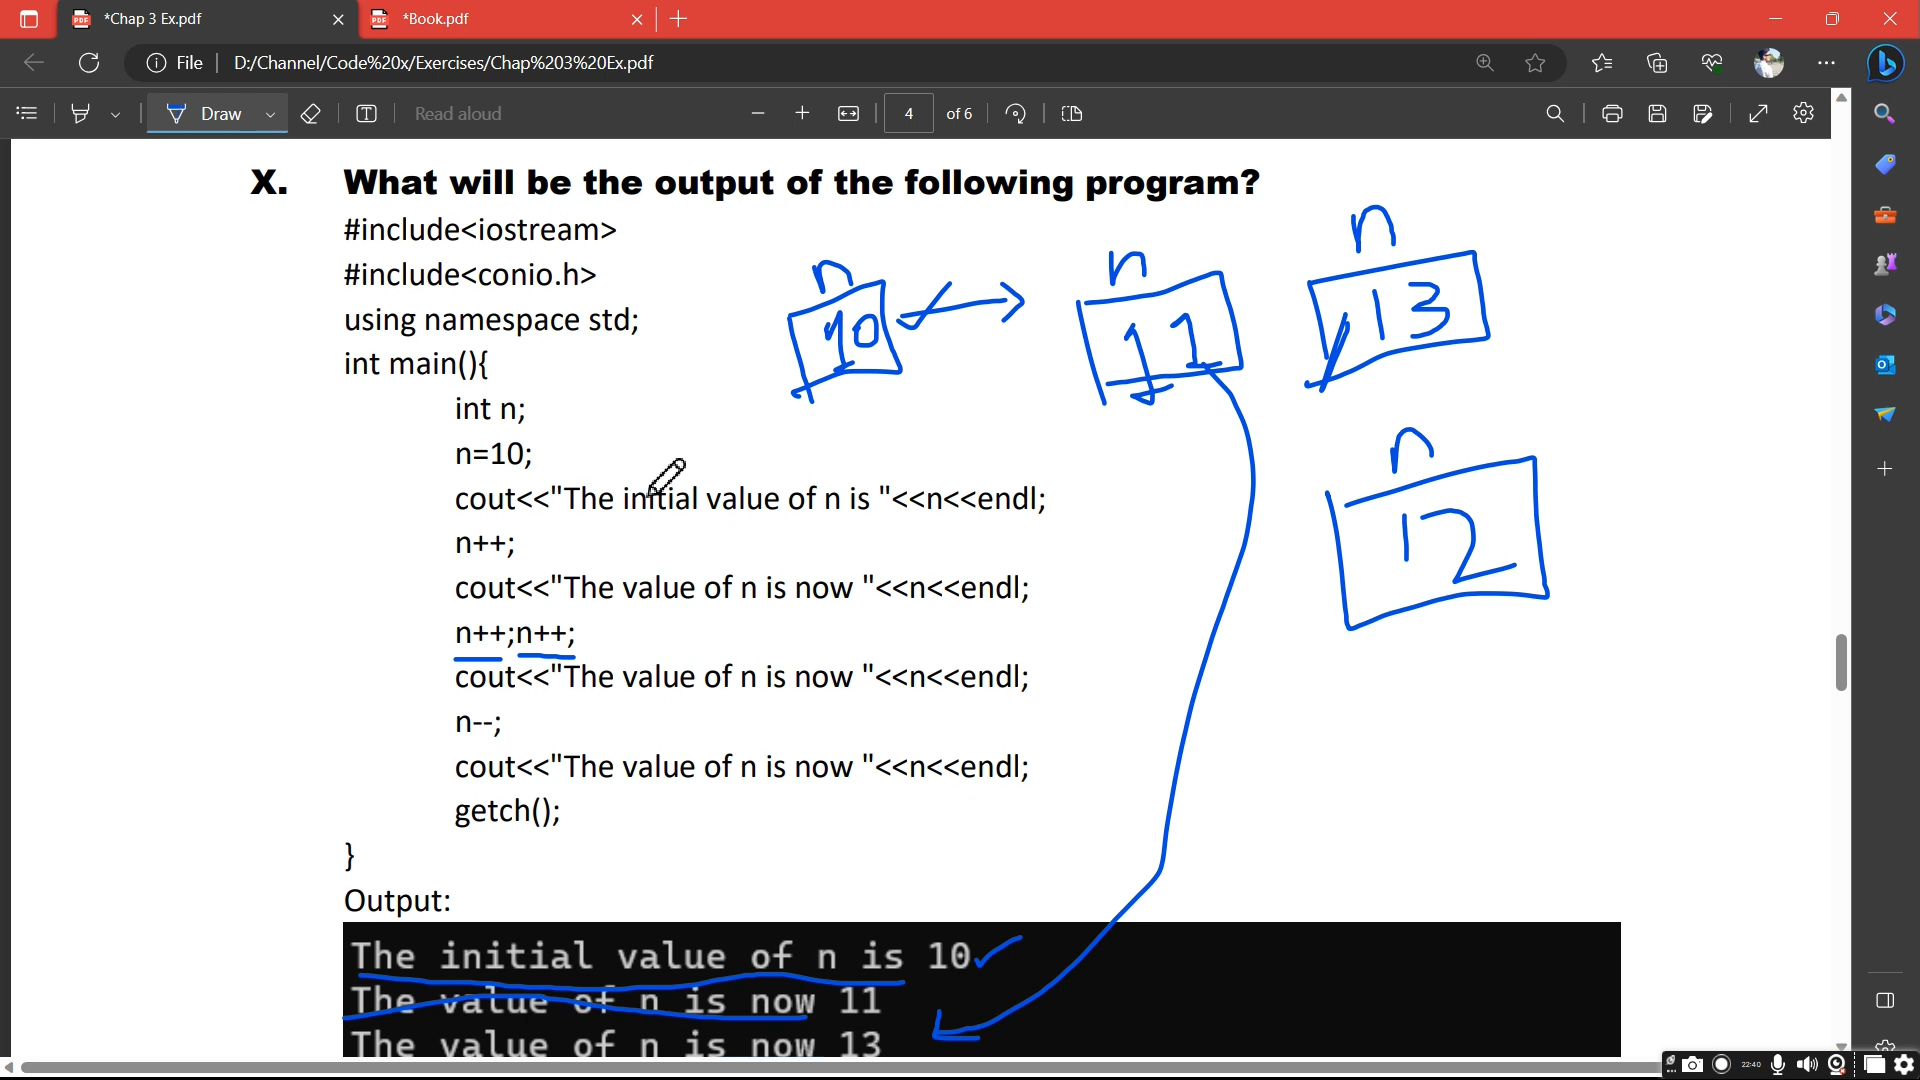 *Chap 3 Ex.pdf
*Book.pdf
File
D:/Channel/Code%20x/Exercises/Chap%203%20Ex.pdf
Draw
Read aloud
4 of 6
X. What will be the output of the following program?
#include<iostream>
#include<conio.h>
using namespace std;
int main(){
int n;
n=10;
cout<<"The initial value of n is "<<n<<endl;
n++;
cout<<"The value of n is now "<<n<<endl;
n++;n++;
cout<<"The value of n is now "<<n<<endl;
n--;
cout<<"The value of n is now "<<n<<endl;
getch();
}
n
10
n
11
n
13
n
12
Output:
The initial value of n is 10
The value of n is now 11
The value of n is now 13
22:40